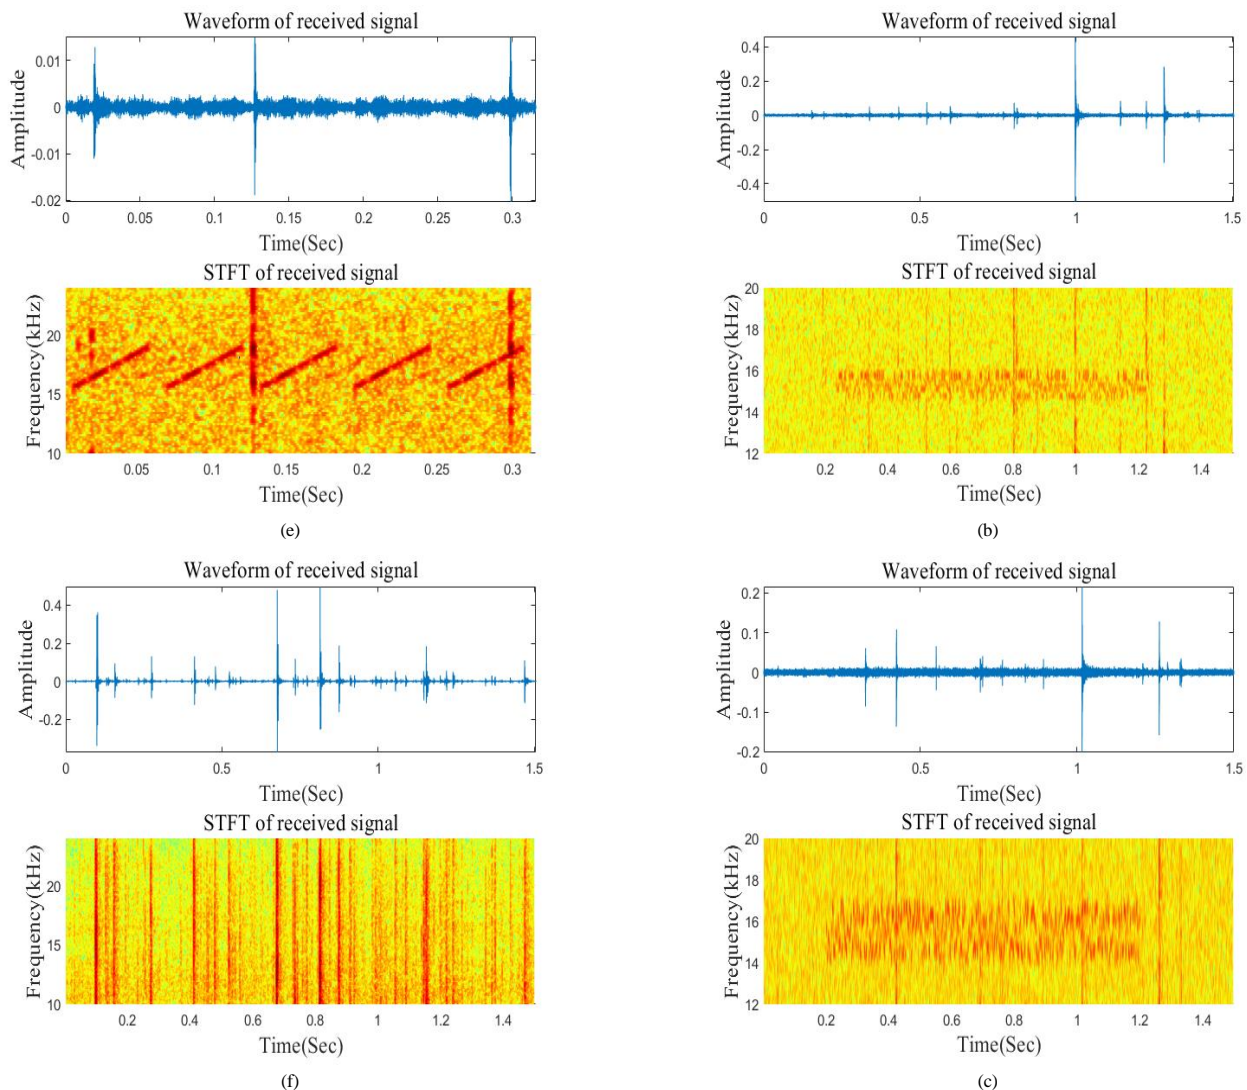 Waveform of received signal
Amplitude
0.01
0
-0.01
-0.02
0 0.05 0.1 0.15 0.2 0.25 0.3
Time(Sec)
STFT of received signal
Frequency(kHz)
20
15
10
0.05 0.1 0.15 0.2 0.25 0.3
Time(Sec)
(e)
Waveform of received signal
Amplitude
0.4
0.2
0
-0.2
-0.4
0 0.5 1 1.5
Time(Sec)
STFT of received signal
Frequency(kHz)
20
18
16
14
12
0.2 0.4 0.6 0.8 1 1.2 1.4
Time(Sec)
(b)
Waveform of received signal
Amplitude
0.4
0.2
0
-0.2
0 0.5 1 1.5
Time(Sec)
STFT of received signal
Frequency(kHz)
20
15
10
0.2 0.4 0.6 0.8 1 1.2 1.4
Time(Sec)
(f)
Waveform of received signal
Amplitude
0.2
0.1
0
-0.1
-0.2
0 0.5 1 1.5
Time(Sec)
STFT of received signal
Frequency(kHz)
20
18
16
14
12
0.2 0.4 0.6 0.8 1 1.2 1.4
Time(Sec)
(c)